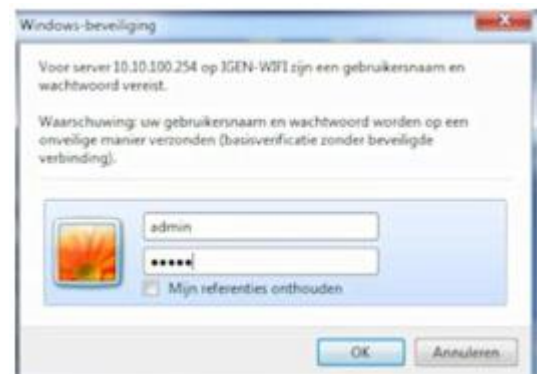 Windows-beveiliging
Voor server 10.10.100.254 op IGEN-WIFI zijn een gebruikersnaam en
wachtwoord vereist.
Waarschuwing: uw gebruikersnaam en wachtwoord worden op een
onveilige manier verzonden (basisverificatie zonder beveiligde
verbinding).
admin
•••••
Mijn referenties onthouden
OK Annuleren